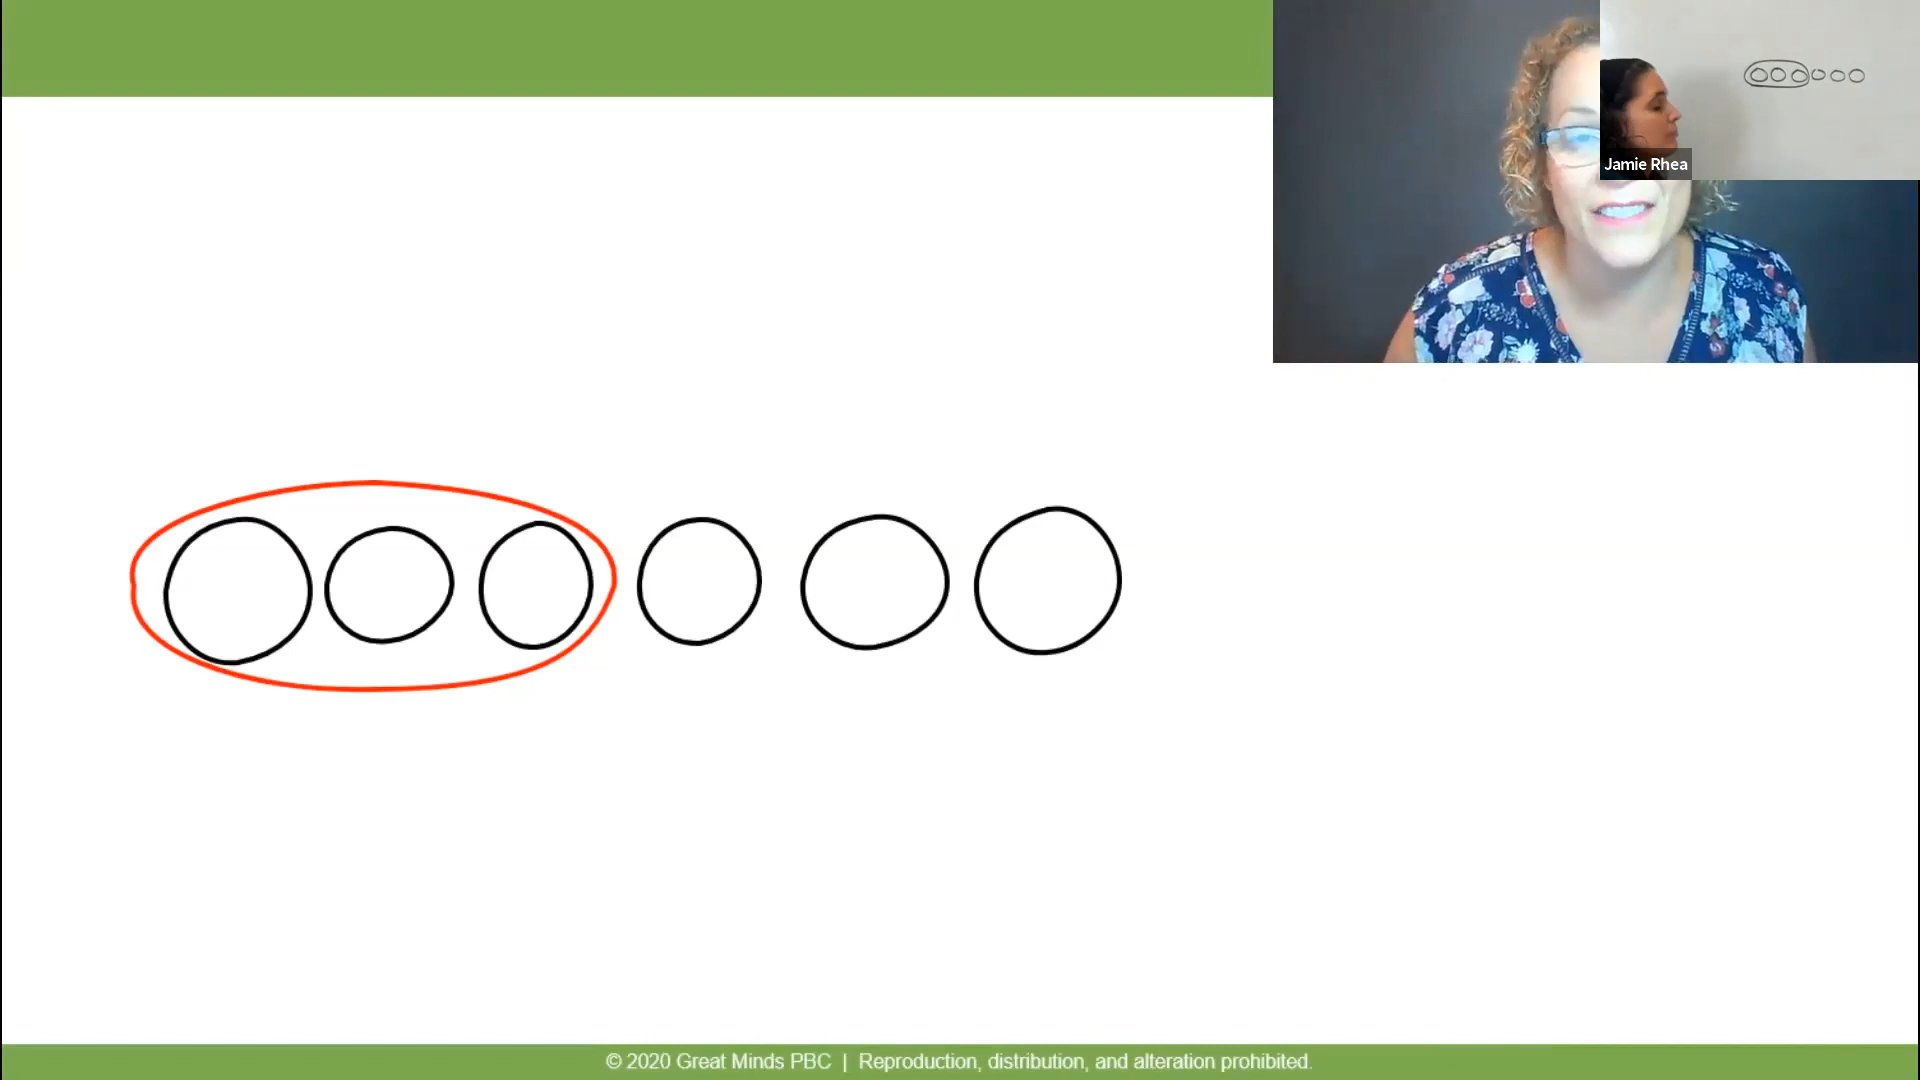 Jamie Rhea
© 2020 Great Minds PBC | Reproduction, distribution, and alteration prohibited.